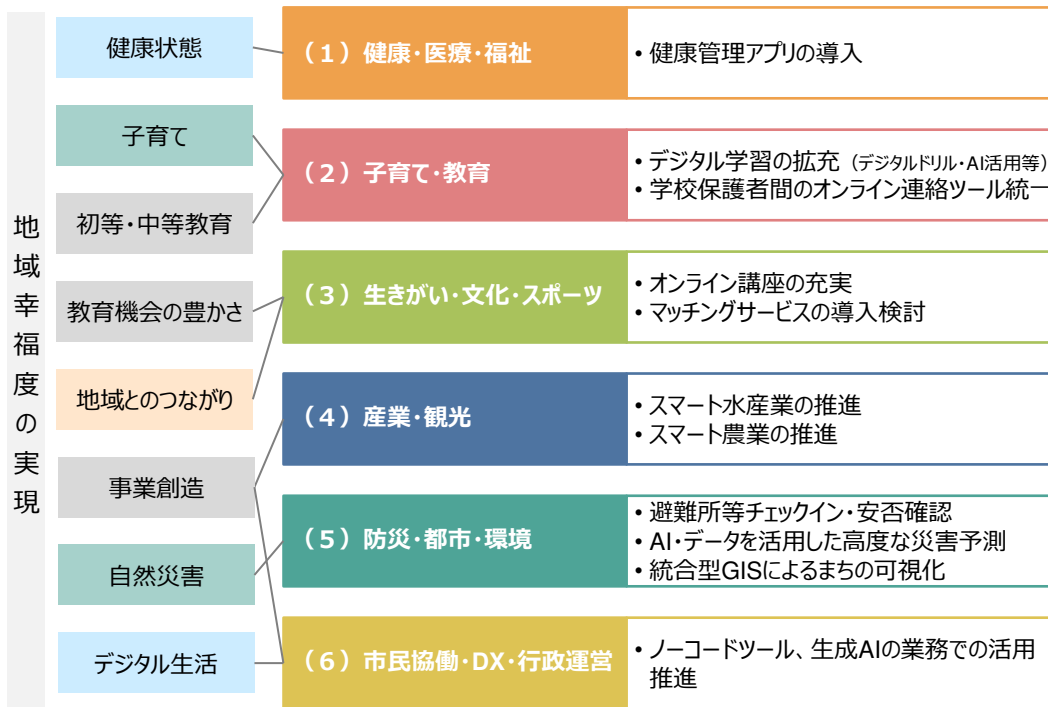 地域幸福度の実現
健康状態
子育て
初等・中等教育
教育機会の豊かさ
地域とのつながり
事業創造
自然災害
デジタル生活
（１）健康・医療・福祉
• 健康管理アプリの導入
（２）子育て・教育
• デジタル学習の拡充（デジタルドリル・AI活用等）
• 学校保護者間のオンライン連絡ツール統一
（３）生きがい・文化・スポーツ
• オンライン講座の充実
• マッチングサービスの導入検討
（４）産業・観光
• スマート水産業の推進
• スマート農業の推進
（５）防災・都市・環境
• 避難所等チェックイン・安否確認
• AI・データを活用した高度な災害予測
• 統合型GISによるまちの可視化
（６）市民協働・DX・行政運営
• ノーコードツール、生成AIの業務での活用
推進